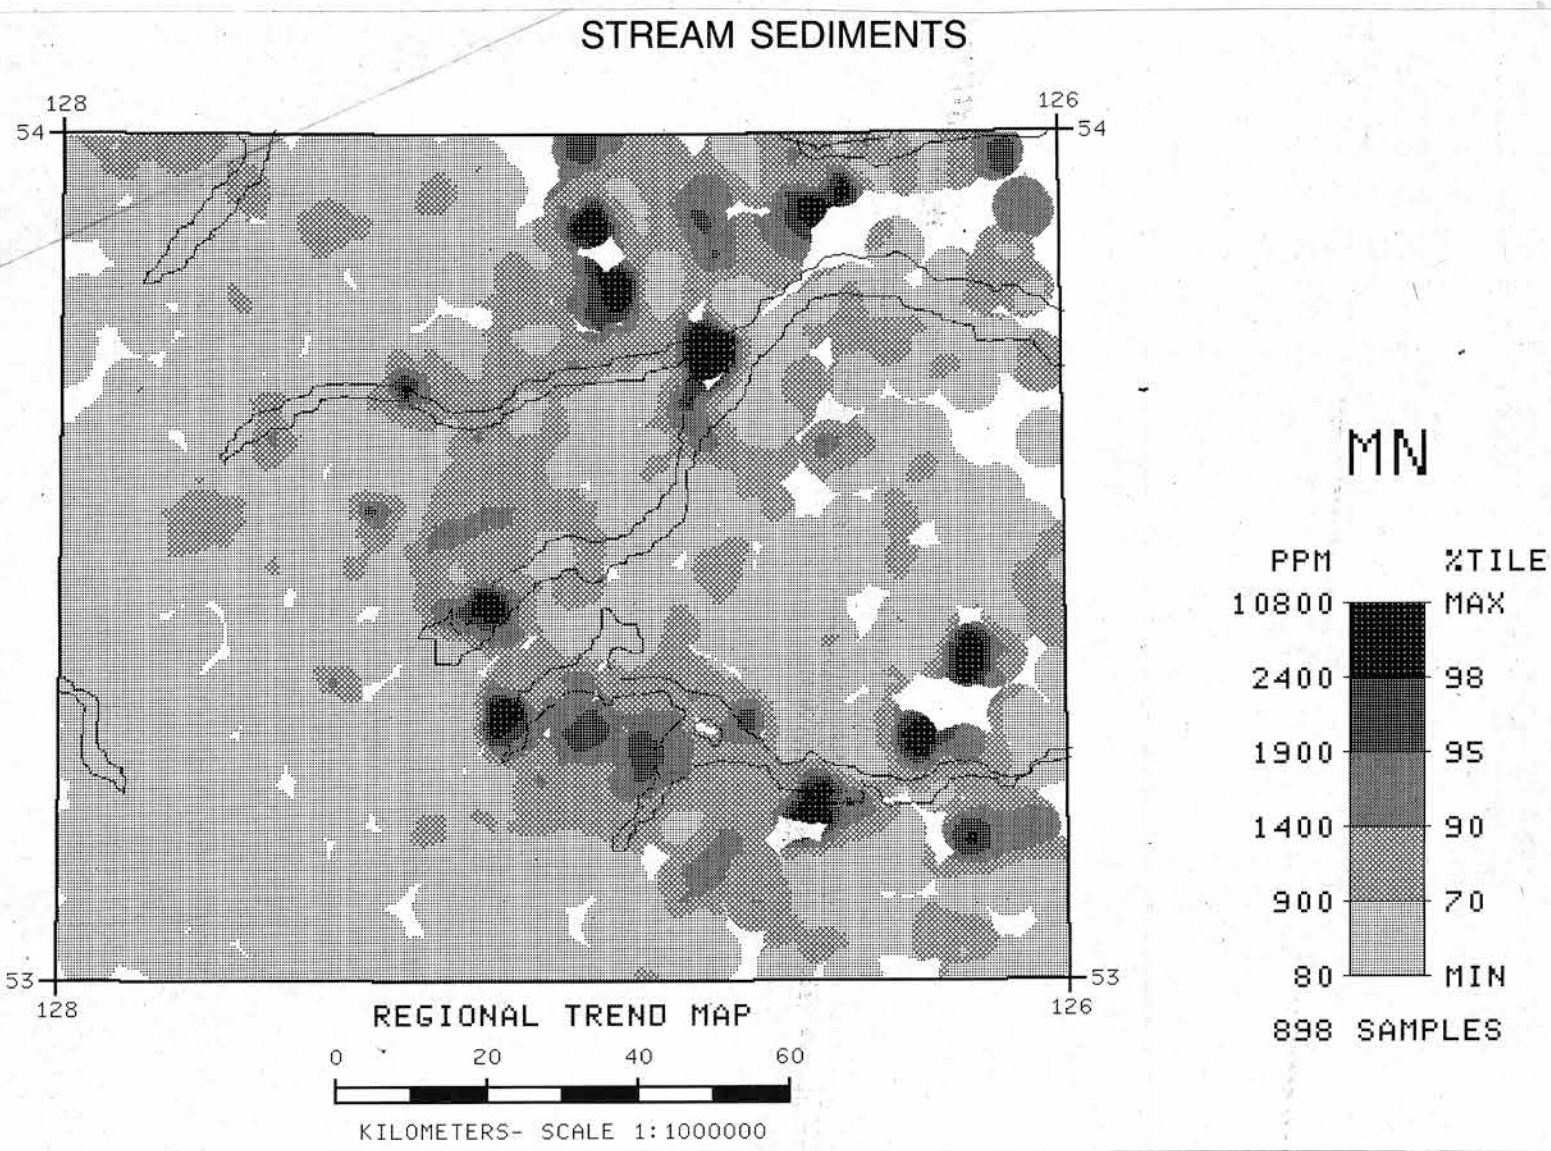 STREAM SEDIMENTS
128
126
54
54
MN
PPM %TILE
10800 MAX
2400 98
1900 95
1400 90
900 70
80 MIN
898 SAMPLES
53
53
128
126
REGIONAL TREND MAP
0 20 40 60
KILOMETERS- SCALE 1:1000000